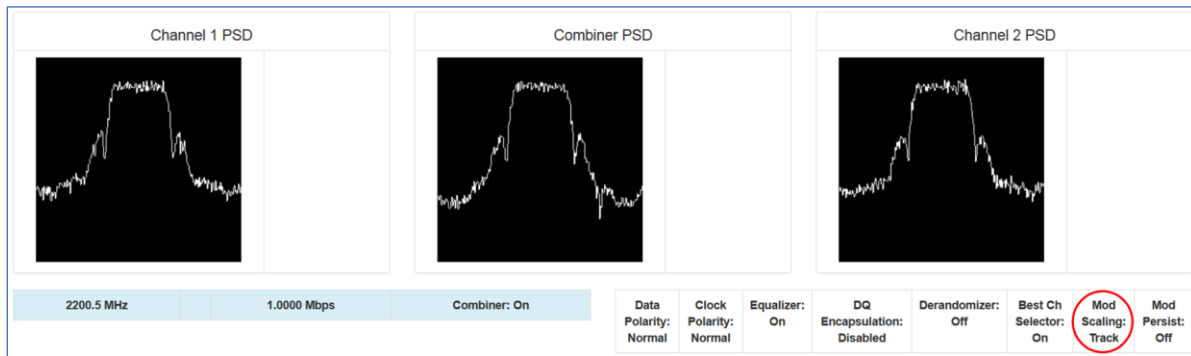 Channel 1 PSD
Combiner PSD
Channel 2 PSD
2200.5 MHz
1.0000 Mbps
Combiner: On
Data
Polarity:
Normal
Clock
Polarity:
Normal
Equalizer:
On
DQ
Encapsulation:
Disabled
Derandomizer:
Off
Best Ch
Selector:
On
Mod
Scaling:
Track
Mod
Persist:
Off